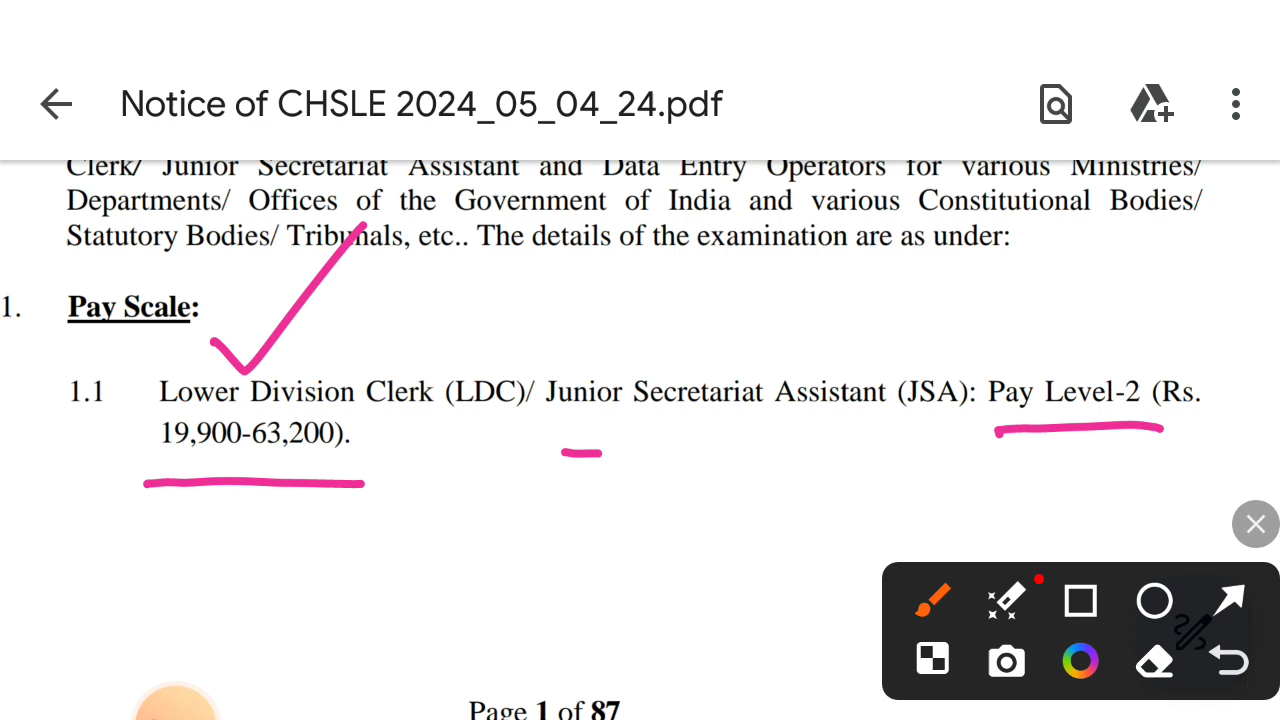 Notice of CHSLE 2024_05_04_24.pdf
Clerk/ Junior Secretariat Assistant and Data Entry Operators for various Ministries/
Departments/ Offices of the Government of India and various Constitutional Bodies/
Statutory Bodies/ Tribunals, etc.. The details of the examination are as under:
1. Pay Scale:
1.1 Lower Division Clerk (LDC)/ Junior Secretariat Assistant (JSA): Pay Level-2 (Rs.
19,900-63,200).
Page 1 of 87